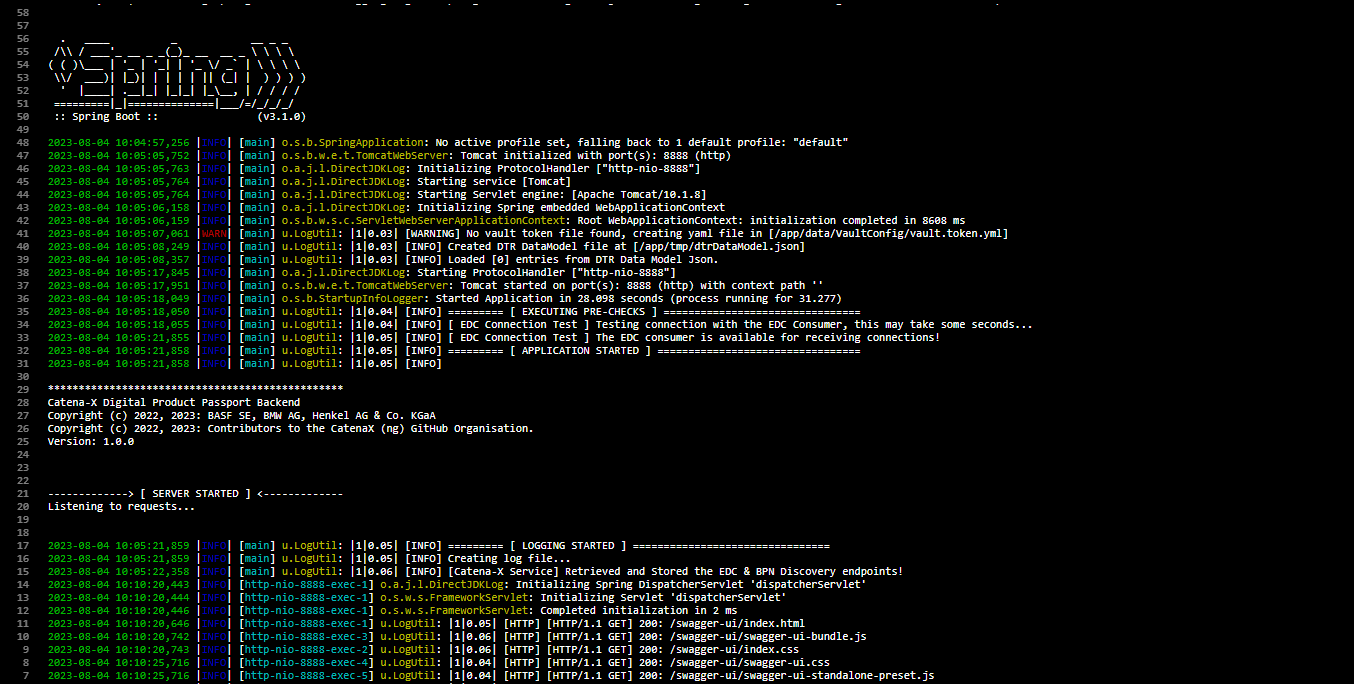 58
57
56   .   ____          _            __ _ _
55  /\\ / ___'_ __ _ _(_)_ __  __ _ \ \ \ \
54 ( ( )\___ | '_ | '_| | '_ \/ _` | \ \ \ \
53  \\/  ___)| |_)| | | | | || (_| |  ) ) ) )
52   '  |____| .__|_| |_|_| |_\__, | / / / /
51  =========|_|==============|___/=/_/_/_/
50  :: Spring Boot ::                (v3.1.0)
49
48 2023-08-04 10:04:57,256 |INFO| [main] o.s.b.SpringApplication: No active profile set, falling back to 1 default profile: "default"
47 2023-08-04 10:05:05,752 |INFO| [main] o.s.b.w.e.t.TomcatWebServer: Tomcat initialized with port(s): 8888 (http)
46 2023-08-04 10:05:05,763 |INFO| [main] o.a.j.l.DirectJDKLog: Initializing ProtocolHandler ["http-nio-8888"]
45 2023-08-04 10:05:05,764 |INFO| [main] o.a.j.l.DirectJDKLog: Starting service [Tomcat]
44 2023-08-04 10:05:05,764 |INFO| [main] o.a.j.l.DirectJDKLog: Starting Servlet engine: [Apache Tomcat/10.1.8]
43 2023-08-04 10:05:06,158 |INFO| [main] o.a.j.l.DirectJDKLog: Initializing Spring embedded WebApplicationContext
42 2023-08-04 10:05:06,159 |INFO| [main] o.s.b.w.s.c.ServletWebServerApplicationContext: Root WebApplicationContext: initialization completed in 8608 ms
41 2023-08-04 10:05:07,061 |WARN| [main] u.LogUtil: |1|0.03| [WARNING] No vault token file found, creating yaml file in [/app/data/VaultConfig/vault.token.yml]
40 2023-08-04 10:05:08,249 |INFO| [main] u.LogUtil: |1|0.03| [INFO] Created DTR DataModel file at [/app/tmp/dtrDataModel.json]
39 2023-08-04 10:05:08,357 |INFO| [main] u.LogUtil: |1|0.03| [INFO] Loaded [0] entries from DTR Data Model Json.
38 2023-08-04 10:05:17,845 |INFO| [main] o.a.j.l.DirectJDKLog: Starting ProtocolHandler ["http-nio-8888"]
37 2023-08-04 10:05:17,951 |INFO| [main] o.s.b.w.e.t.TomcatWebServer: Tomcat started on port(s): 8888 (http) with context path ''
36 2023-08-04 10:05:18,049 |INFO| [main] o.s.b.StartupInfoLogger: Started Application in 28.098 seconds (process running for 31.277)
35 2023-08-04 10:05:18,050 |INFO| [main] u.LogUtil: |1|0.04| [INFO] ========= [ EXECUTING PRE-CHECKS ] ================================
34 2023-08-04 10:05:18,055 |INFO| [main] u.LogUtil: |1|0.04| [INFO] [ EDC Connection Test ] Testing connection with the EDC Consumer, this may take some seconds...
33 2023-08-04 10:05:21,855 |INFO| [main] u.LogUtil: |1|0.05| [INFO] [ EDC Connection Test ] The EDC consumer is available for receiving connections!
32 2023-08-04 10:05:21,858 |INFO| [main] u.LogUtil: |1|0.05| [INFO] ========= [ APPLICATION STARTED ] =================================
31 2023-08-04 10:05:21,858 |INFO| [main] u.LogUtil: |1|0.05| [INFO]
30
29 ************************************************
28 Catena-X Digital Product Passport Backend
27 Copyright (c) 2022, 2023: BASF SE, BMW AG, Henkel AG & Co. KGaA
26 Copyright (c) 2022, 2023: Contributors to the CatenaX (ng) GitHub Organisation.
25 Version: 1.0.0
24
23
22
21 -------------> [ SERVER STARTED ] <-------------
20 Listening to requests...
19
18
17 2023-08-04 10:05:21,859 |INFO| [main] u.LogUtil: |1|0.05| [INFO] ========= [ LOGGING STARTED ] ================================
16 2023-08-04 10:05:21,859 |INFO| [main] u.LogUtil: |1|0.05| [INFO] Creating log file...
15 2023-08-04 10:05:22,358 |INFO| [main] u.LogUtil: |1|0.06| [INFO] [Catena-X Service] Retrieved and Stored the EDC & BPN Discovery endpoints!
14 2023-08-04 10:10:20,443 |INFO| [http-nio-8888-exec-1] o.a.j.l.DirectJDKLog: Initializing Spring DispatcherServlet 'dispatcherServlet'
13 2023-08-04 10:10:20,444 |INFO| [http-nio-8888-exec-1] o.s.w.s.FrameworkServlet: Initializing Servlet 'dispatcherServlet'
12 2023-08-04 10:10:20,446 |INFO| [http-nio-8888-exec-1] o.s.w.s.FrameworkServlet: Completed initialization in 2 ms
11 2023-08-04 10:10:20,646 |INFO| [http-nio-8888-exec-1] u.LogUtil: |1|0.05| [HTTP] [HTTP/1.1 GET] 200: /swagger-ui/index.html
10 2023-08-04 10:10:20,742 |INFO| [http-nio-8888-exec-3] u.LogUtil: |1|0.06| [HTTP] [HTTP/1.1 GET] 200: /swagger-ui/swagger-ui-bundle.js
9 2023-08-04 10:10:20,743 |INFO| [http-nio-8888-exec-2] u.LogUtil: |1|0.06| [HTTP] [HTTP/1.1 GET] 200: /swagger-ui/index.css
8 2023-08-04 10:10:25,716 |INFO| [http-nio-8888-exec-4] u.LogUtil: |1|0.04| [HTTP] [HTTP/1.1 GET] 200: /swagger-ui/swagger-ui.css
7 2023-08-04 10:10:25,716 |INFO| [http-nio-8888-exec-5] u.LogUtil: |1|0.04| [HTTP] [HTTP/1.1 GET] 200: /swagger-ui/swagger-ui-standalone-preset.js